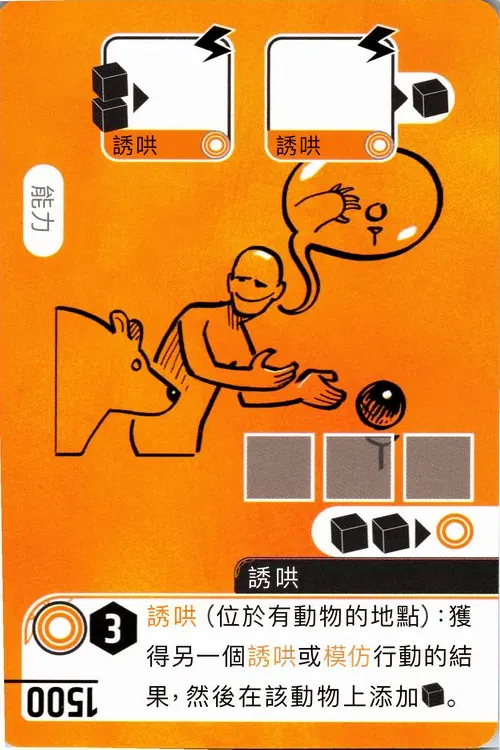 誘哄
誘哄
能力
誘哄
3
誘哄(位於有動物的地點):獲
得另一個誘哄或模仿行動的結
果,然後在該動物上添加。
1500